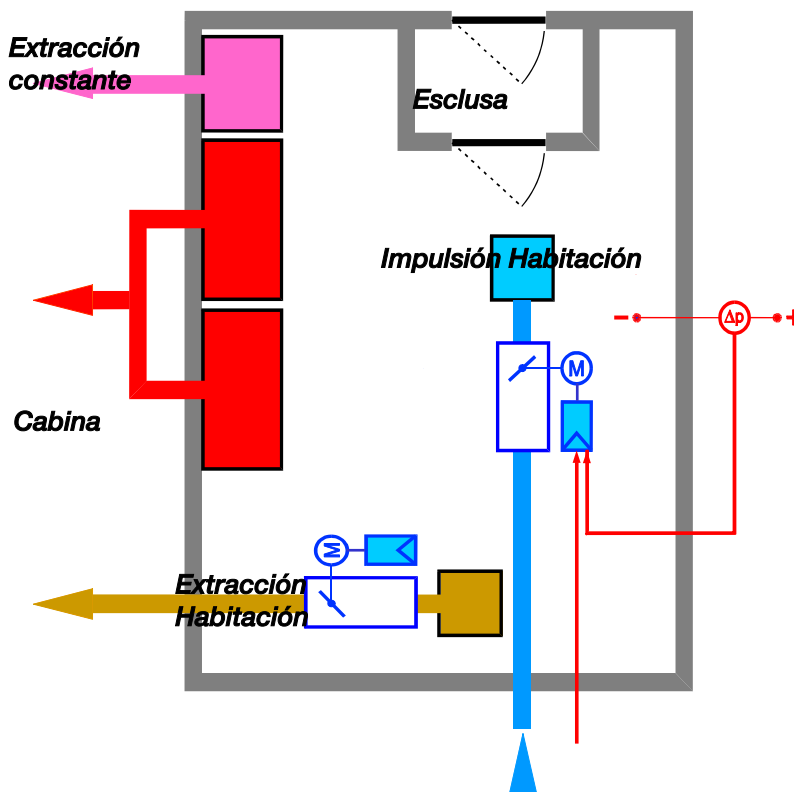 Extracción
constante
Esclusa
Impulsión Habitación
- Δp +
M
Cabina
M
Extracción
Habitación